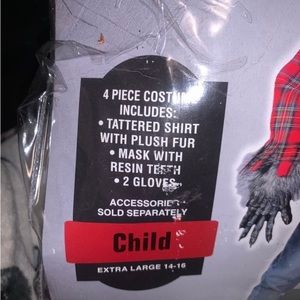 4 PIECE COSTUME
INCLUDES:
• TATTERED SHIRT
WITH PLUSH FUR
• MASK WITH
RESIN TEETH
• 2 GLOVES
ACCESSORIES
SOLD SEPARATELY
Child
EXTRA LARGE 14-16